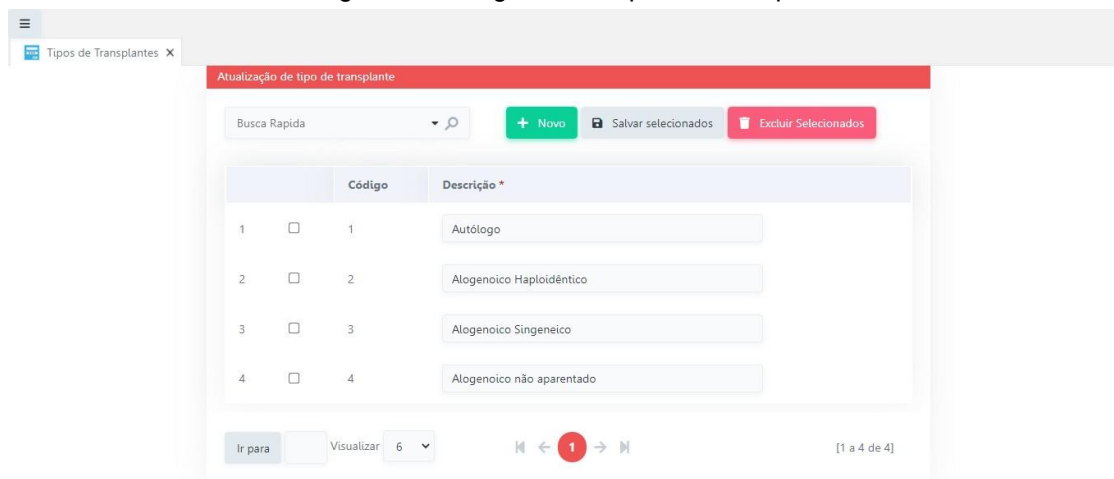 Tipos de Transplantes
Atualização de tipo de transplante
Busca Rapida
Novo
Salvar selecionados
Excluir Selecionados
Código Descrição *
1 1 Autólogo
2 2 Alogenoico Haploidêntico
3 3 Alogenoico Singeneico
4 4 Alogenoico não aparentado
Ir para Visualizar 6 1 [1 a 4 de 4]